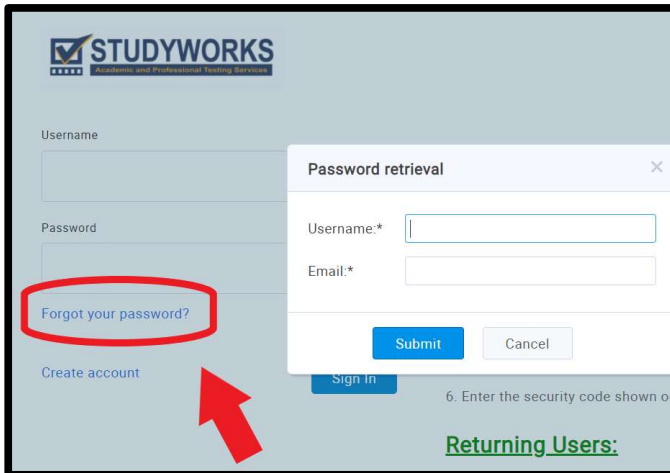 STUDYWORKS
Academic and Professional Testing Services
Username
Password
Forgot your password?
Create account
Sign In
Password retrieval
Username:*
Email:*
Submit
Cancel
6. Enter the security code shown o
Returning Users: